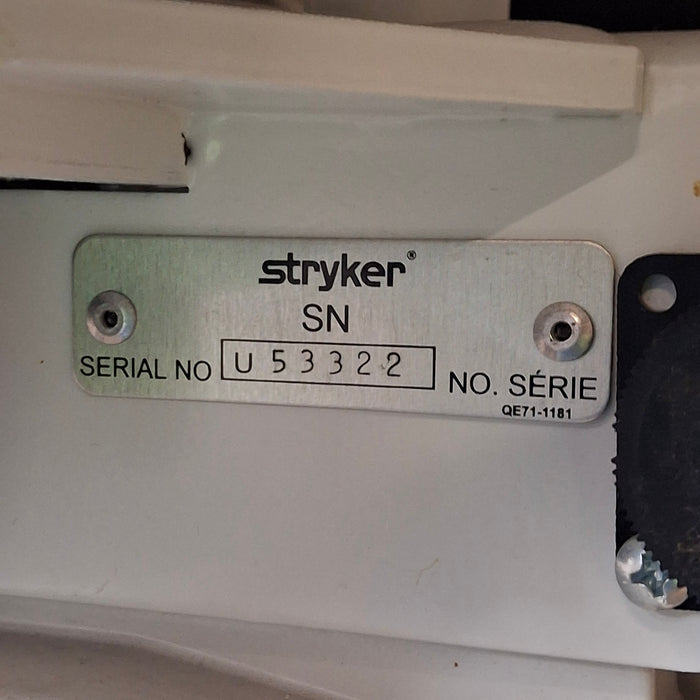 stryker®
SN
SERIAL NO U 53322 NO. SÉRIE
QE71-1181